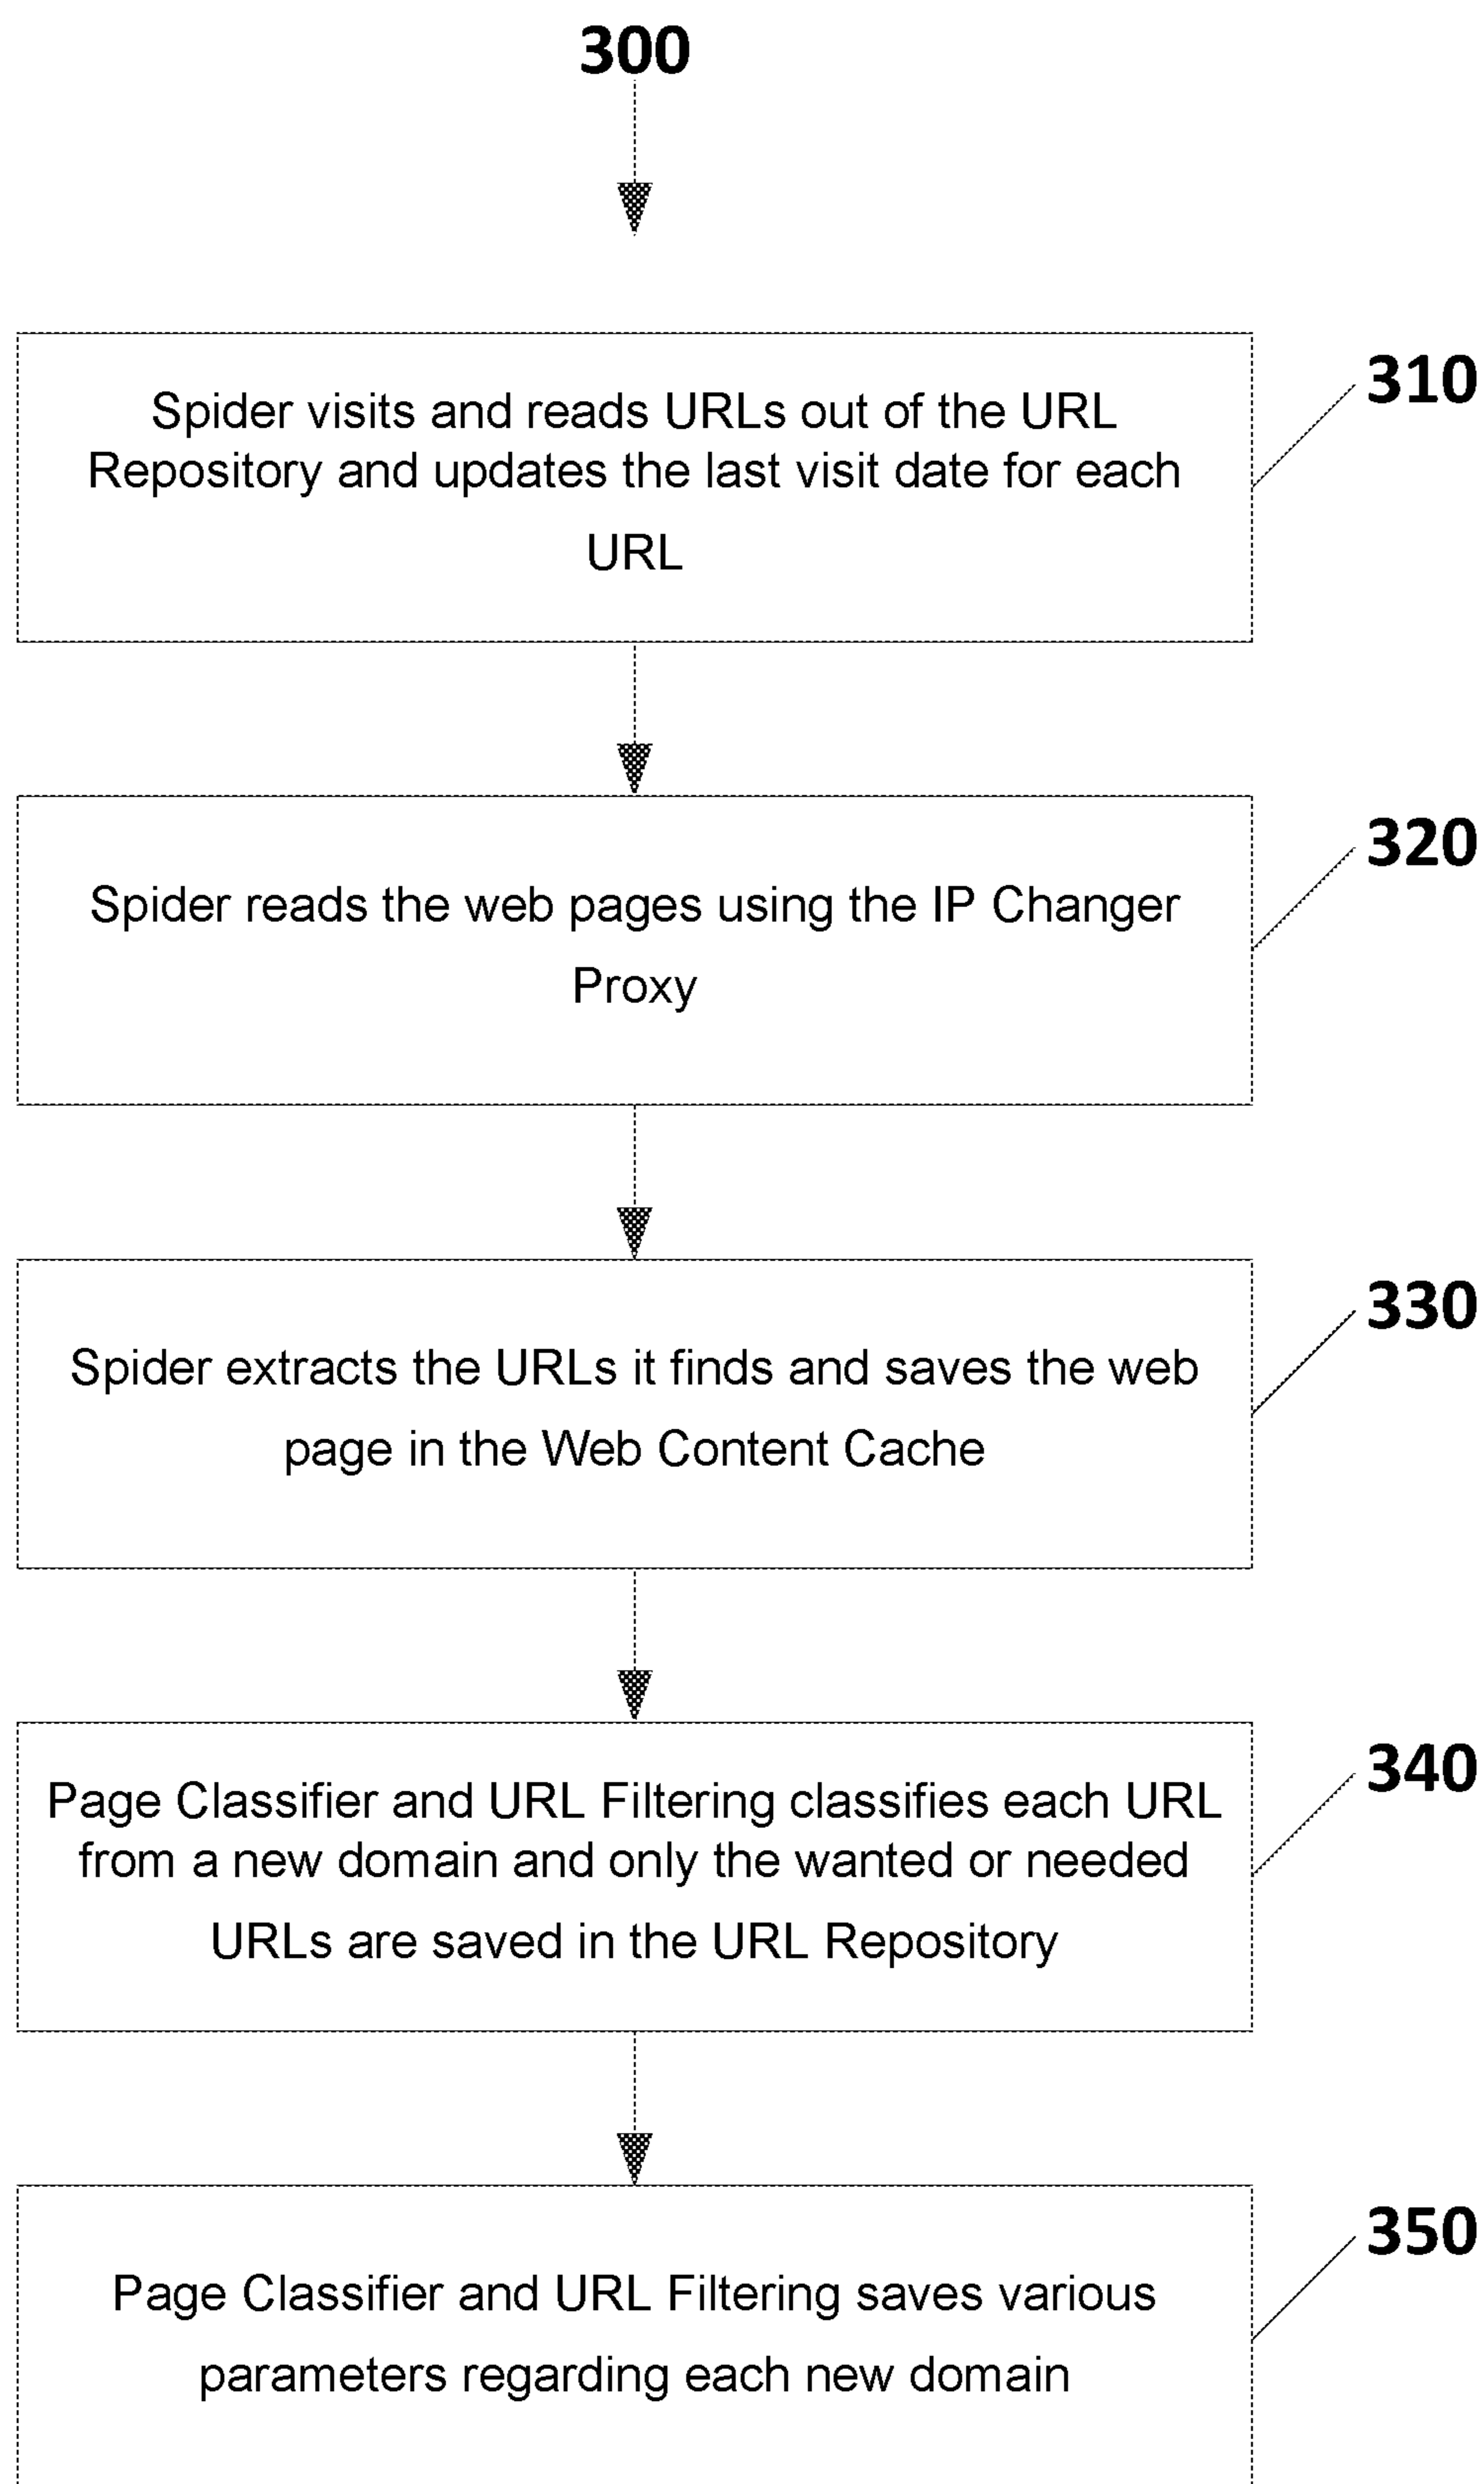 300
Spider visits and reads URLs out of the URL
Repository and updates the last visit date for each
URL
310
Spider reads the web pages using the IP Changer
Proxy
320
Spider extracts the URLs it finds and saves the web
page in the Web Content Cache
330
Page Classifier and URL Filtering classifies each URL
from a new domain and only the wanted or needed
URLs are saved in the URL Repository
340
Page Classifier and URL Filtering saves various
parameters regarding each new domain
350